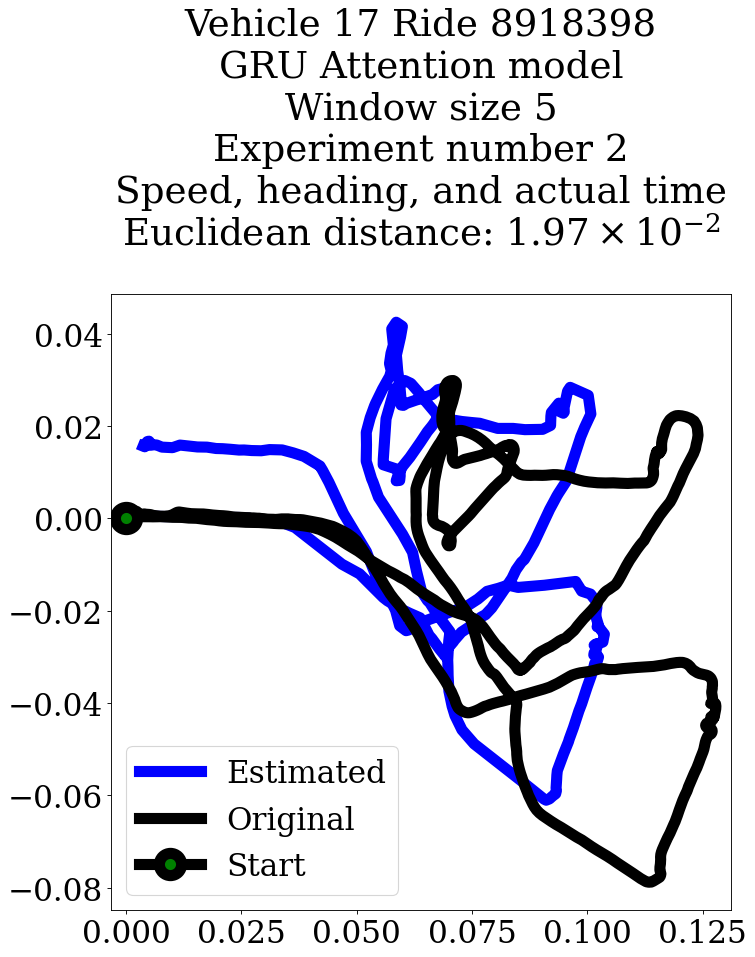 Vehicle 17 Ride 8918398
GRU Attention model
Window size 5
Experiment number 2
Speed, heading, and actual time
Euclidean distance: 1.97 × 10⁻²
0.04
0.02
0.00
−0.02
−0.04
−0.06
−0.08
Estimated
Original
Start
0.000 0.025 0.050 0.075 0.100 0.125